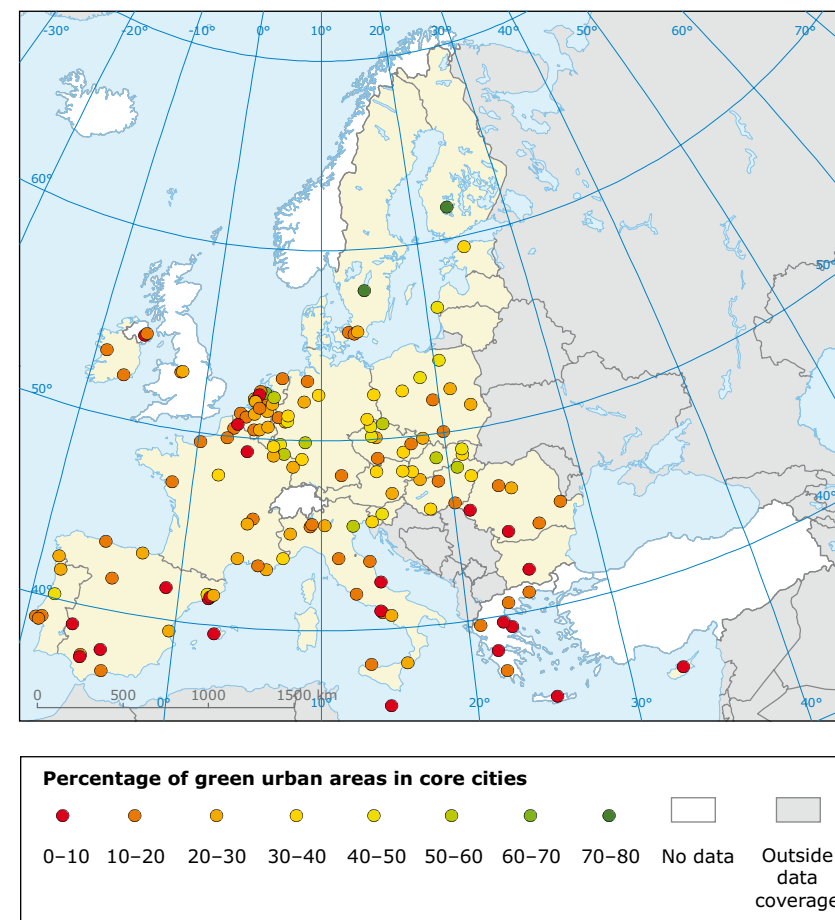 -30° -20° -10° 0° 10° 20° 30° 40° 50° 60° 70°
60°
50°
50°
40°
40°
0 500 1000 1500 km
0° 10° 20° 30° 40°
Percentage of green urban areas in core cities
0–10 10–20 20–30 30–40 40–50 50–60 60–70 70–80 No data Outside
data
coverage